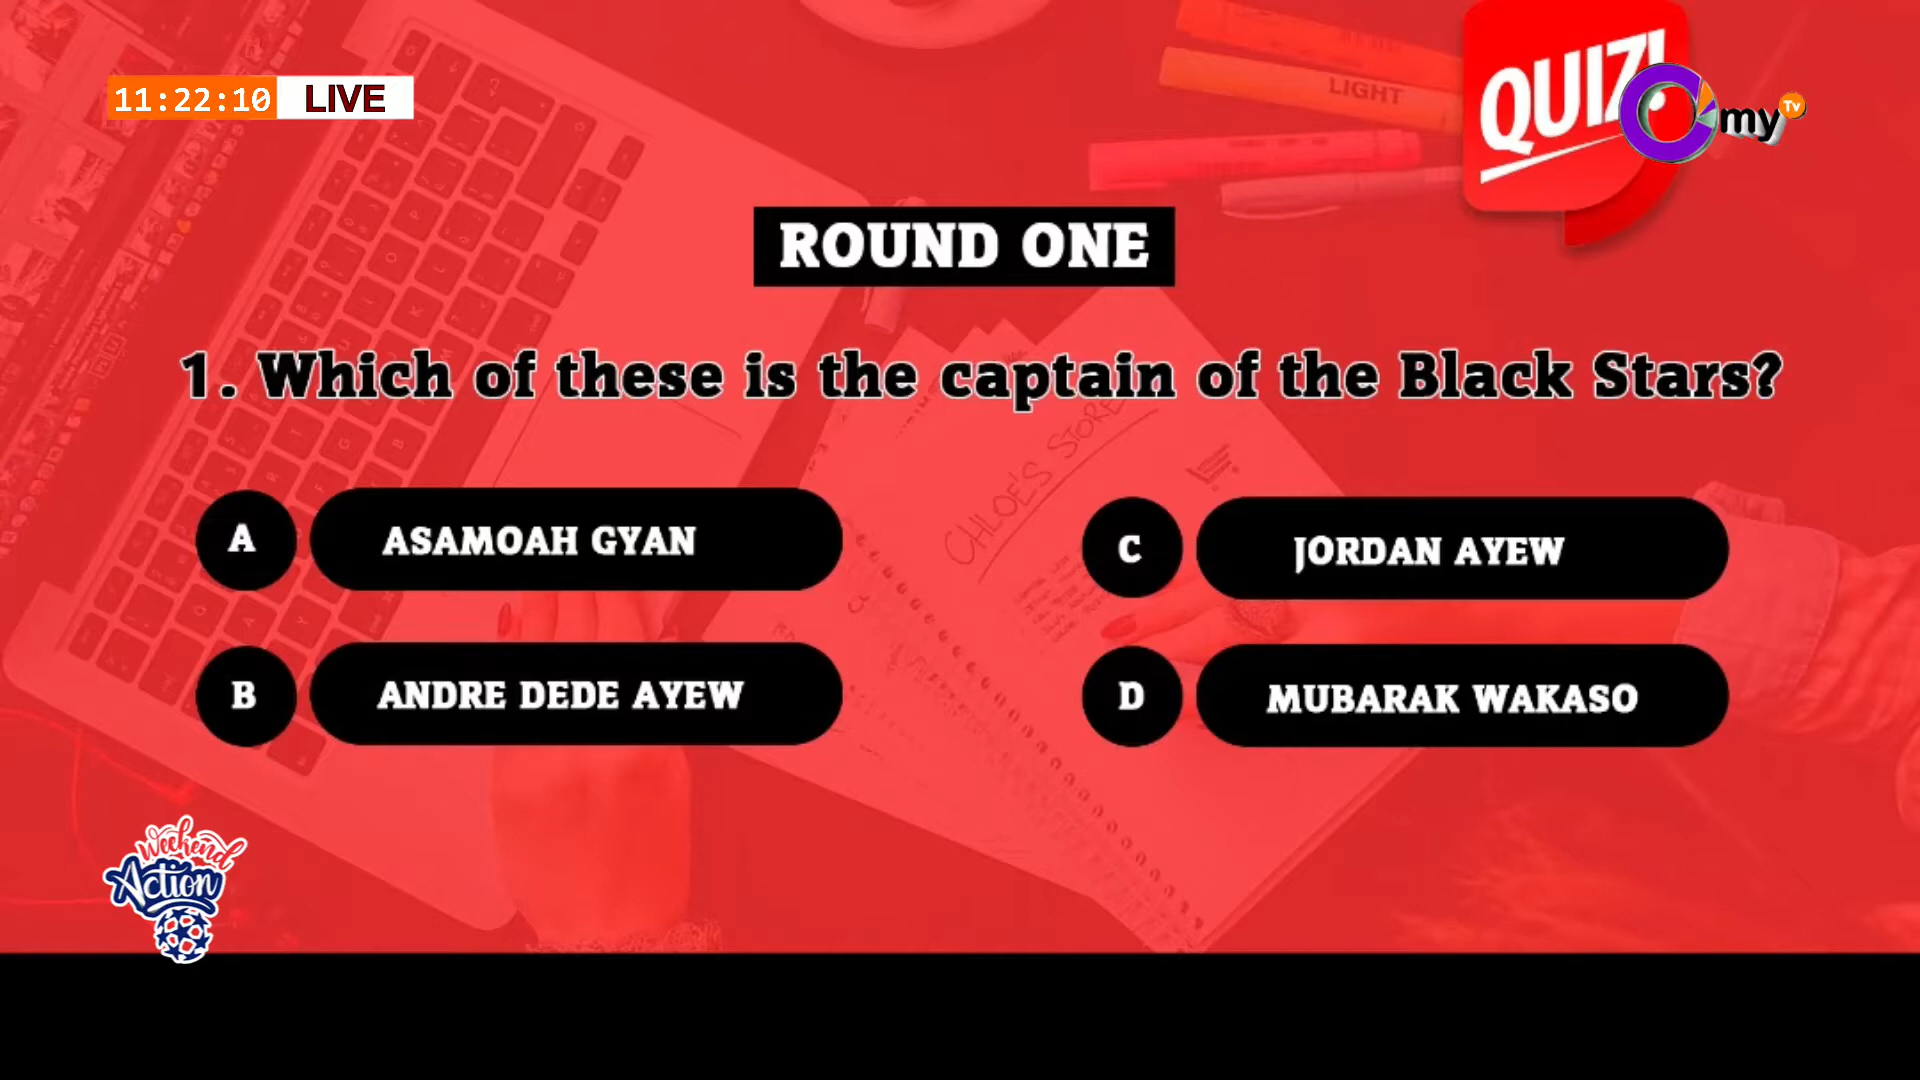 11:22:10 LIVE
LIGHT
QUIZ!
my Tv
ROUND ONE
1. Which of these is the captain of the Black Stars?
CHLOE'S STORE
A ASAMOAH GYAN
C JORDAN AYEW
B ANDRE DEDE AYEW
D MUBARAK WAKASO
Weekend
Action